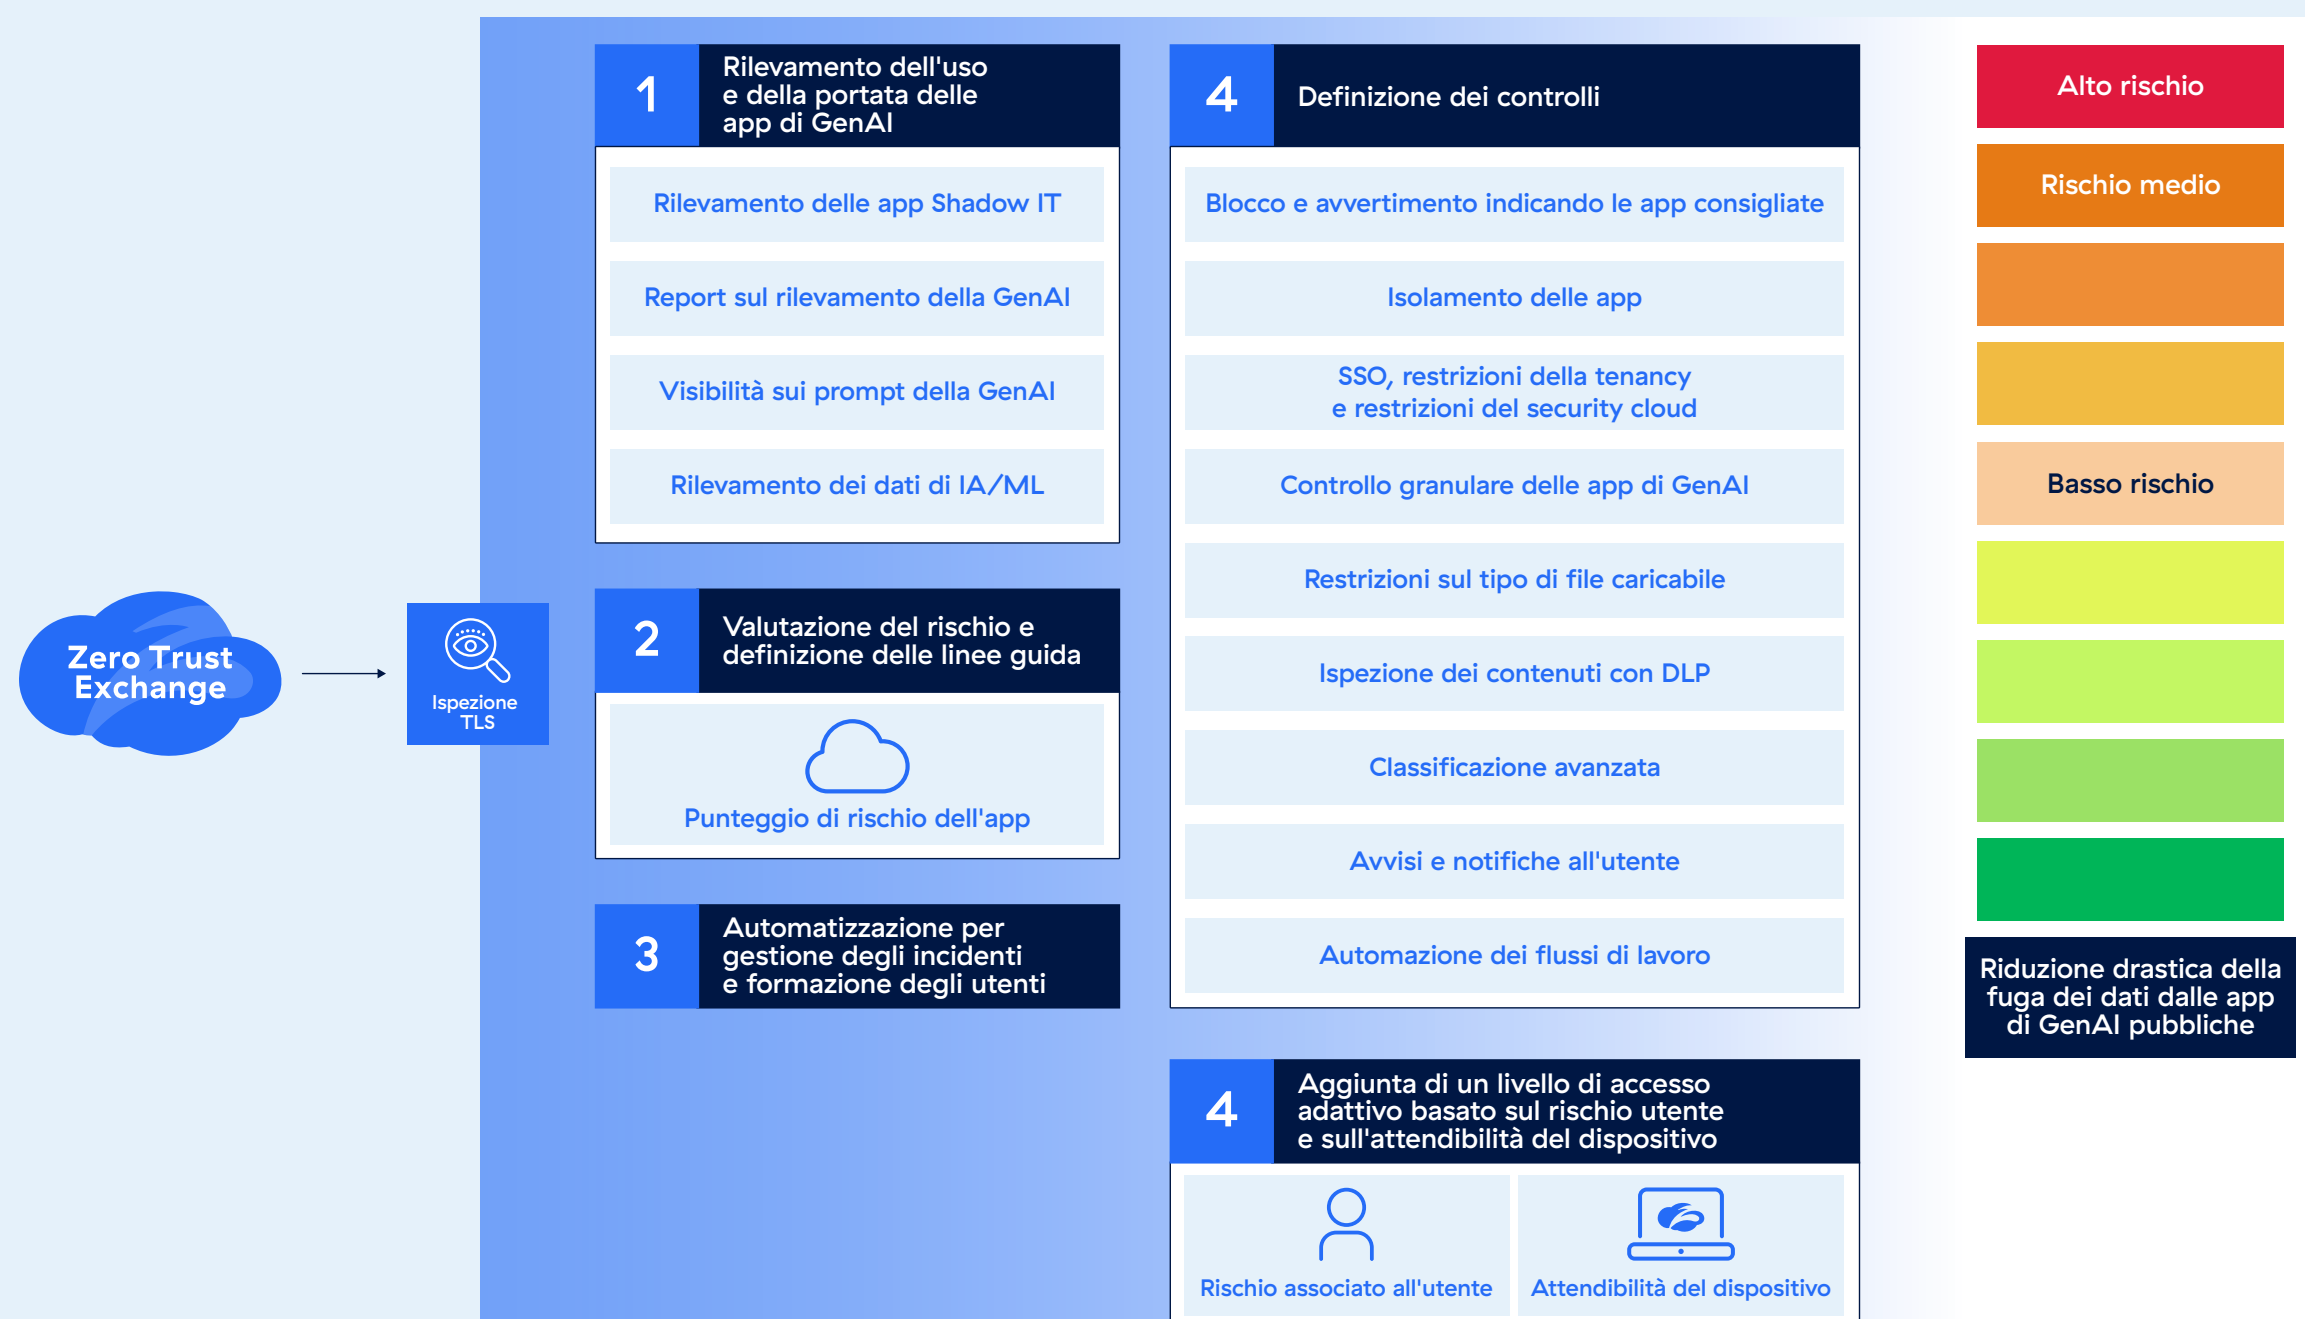 Zero Trust
Exchange
Ispezione
TLS
1
Rilevamento dell'uso
e della portata delle
app di GenAI
Rilevamento delle app Shadow IT
Report sul rilevamento della GenAI
Visibilità sui prompt della GenAI
Rilevamento dei dati di IA/ML
2
Valutazione del rischio e
definizione delle linee guida
Punteggio di rischio dell'app
3
Automatizzazione per
gestione degli incidenti
e formazione degli utenti
4
Definizione dei controlli
Blocco e avvertimento indicando le app consigliate
Isolamento delle app
SSO, restrizioni della tenancy
e restrizioni del security cloud
Controllo granulare delle app di GenAI
Restrizioni sul tipo di file caricabile
Ispezione dei contenuti con DLP
Classificazione avanzata
Avvisi e notifiche all'utente
Automazione dei flussi di lavoro
4
Aggiunta di un livello di accesso
adattivo basato sul rischio utente
e sull'attendibilità del dispositivo
Rischio associato all'utente
Attendibilità del dispositivo
Alto rischio
Rischio medio
Basso rischio
Riduzione drastica della
fuga dei dati dalle app
di GenAI pubbliche